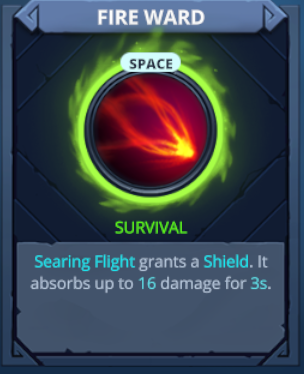 FIRE WARD
SPACE
SURVIVAL
Searing Flight grants a Shield. It
absorbs up to 16 damage for 3s.